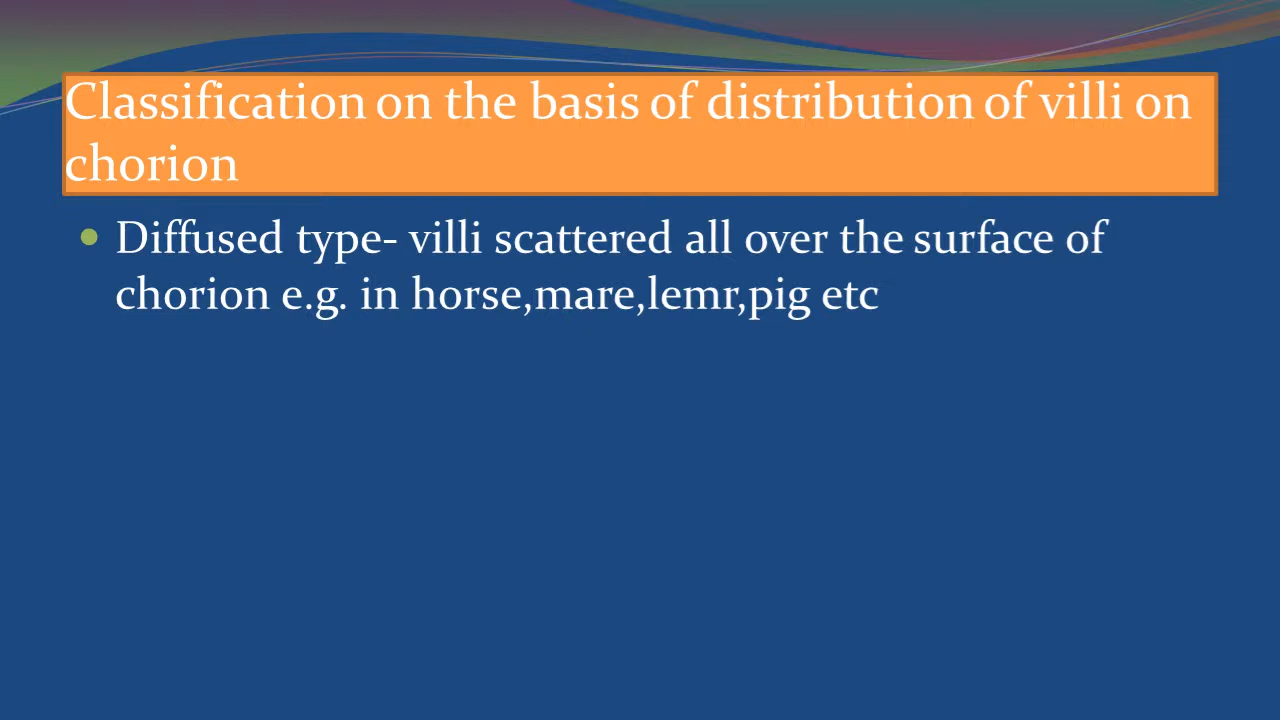 Classification on the basis of distribution of villi on
chorion
• Diffused type- villi scattered all over the surface of
chorion e.g. in horse,mare,lemr,pig etc